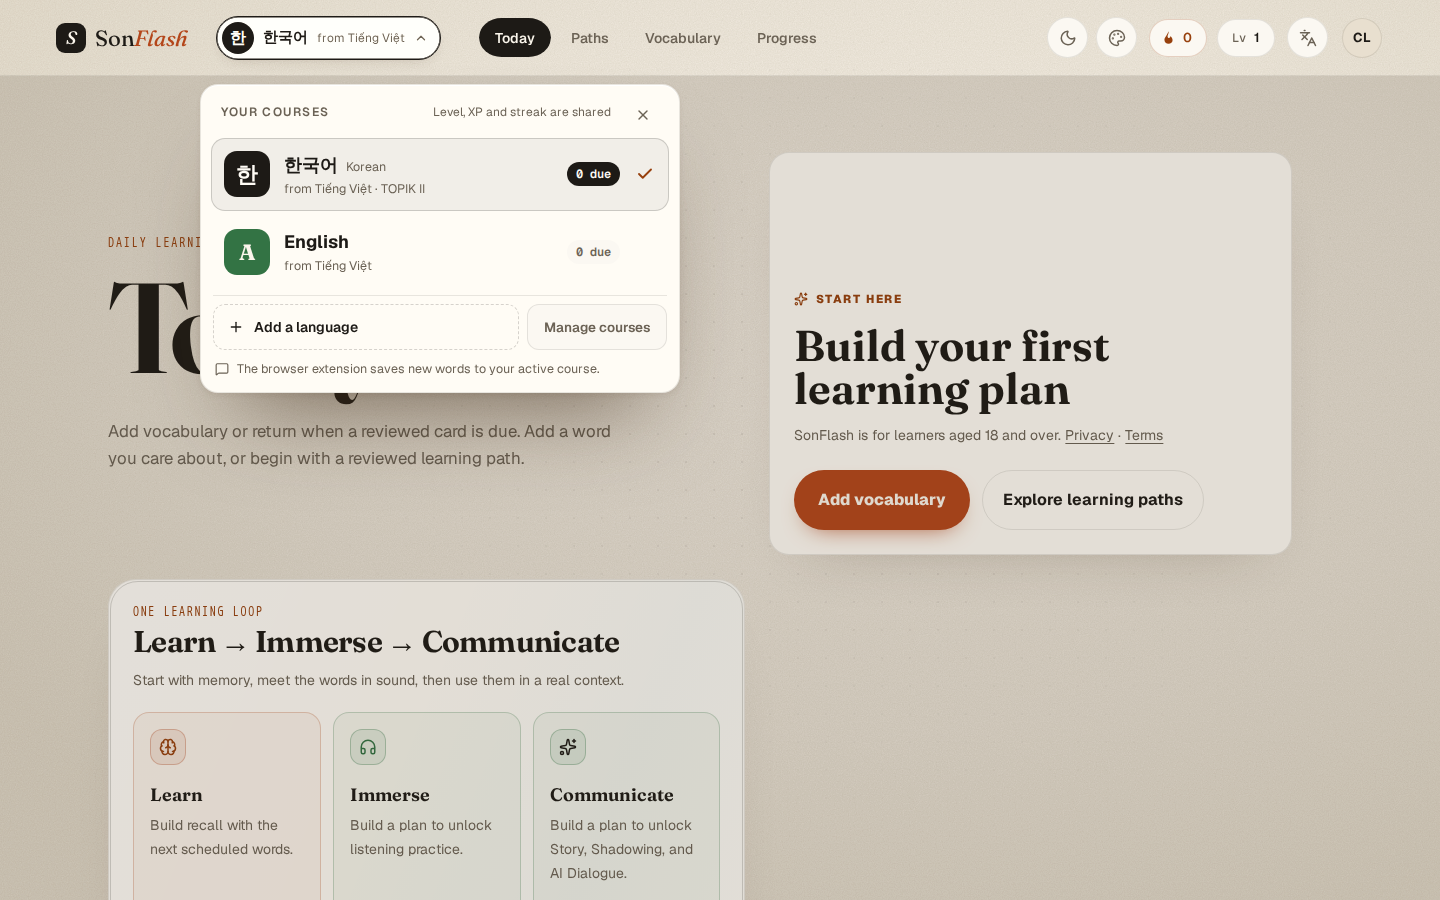 S SonFlash
한 한국어 from Tiếng Việt
Today
Paths
Vocabulary
Progress
0
Lv 1
CL
YOUR COURSES
Level, XP and streak are shared
한
한국어 Korean
from Tiếng Việt · TOPIK II
0 due
A
English
from Tiếng Việt
0 due
Add a language
Manage courses
The browser extension saves new words to your active course.
DAILY LEARNI
To
Add vocabulary or return when a reviewed card is due. Add a word
you care about, or begin with a reviewed learning path.
START HERE
Build your first
learning plan
SonFlash is for learners aged 18 and over. Privacy · Terms
Add vocabulary
Explore learning paths
ONE LEARNING LOOP
Learn → Immerse → Communicate
Start with memory, meet the words in sound, then use them in a real context.
Learn
Build recall with the
next scheduled words.
Immerse
Build a plan to unlock
listening practice.
Communicate
Build a plan to unlock
Story, Shadowing, and
AI Dialogue.